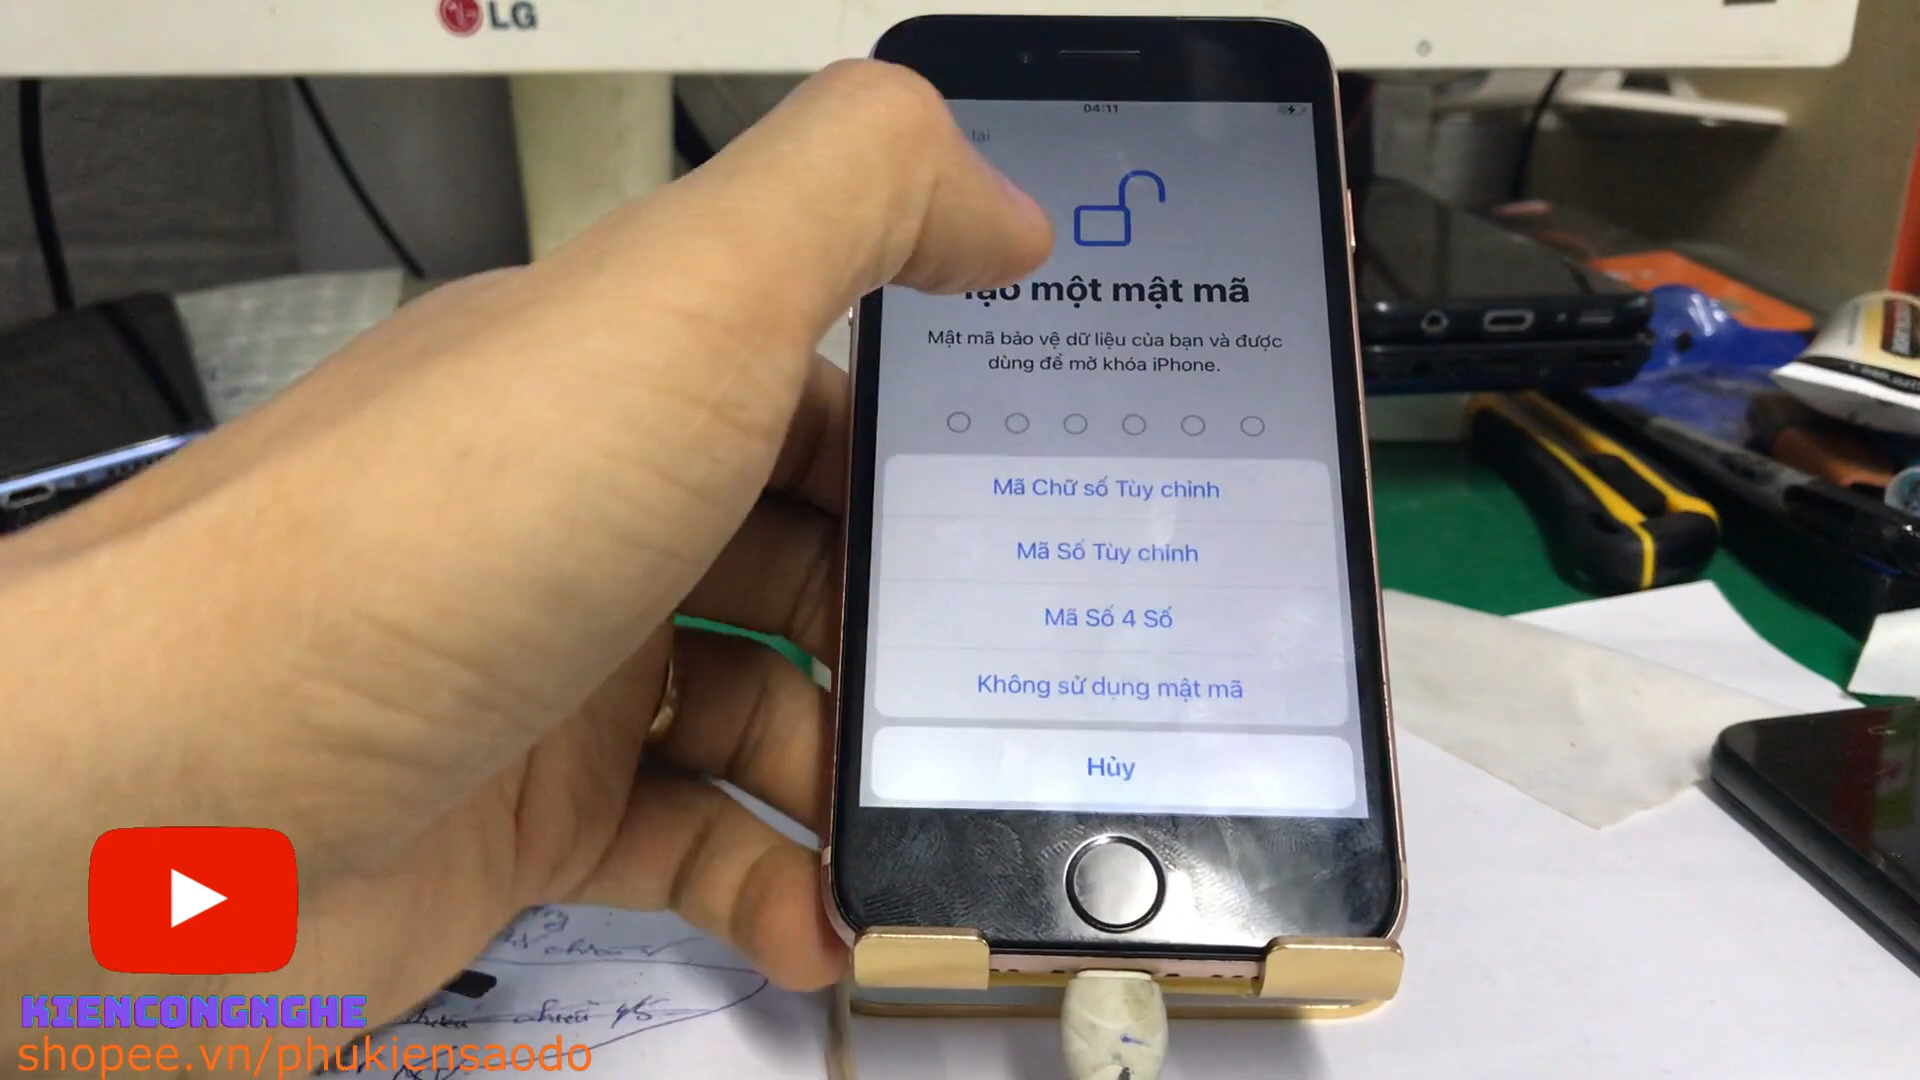 LG
04:11
lại
Tạo một mật mã
Mật mã bảo vệ dữ liệu của bạn và được
dùng để mở khóa iPhone.
Mã Chữ số Tùy chỉnh
Mã Số Tùy chỉnh
Mã Số 4 Số
Không sử dụng mật mã
Hủy
KIENCONGNGHE
shopee.vn/phukiensaodo